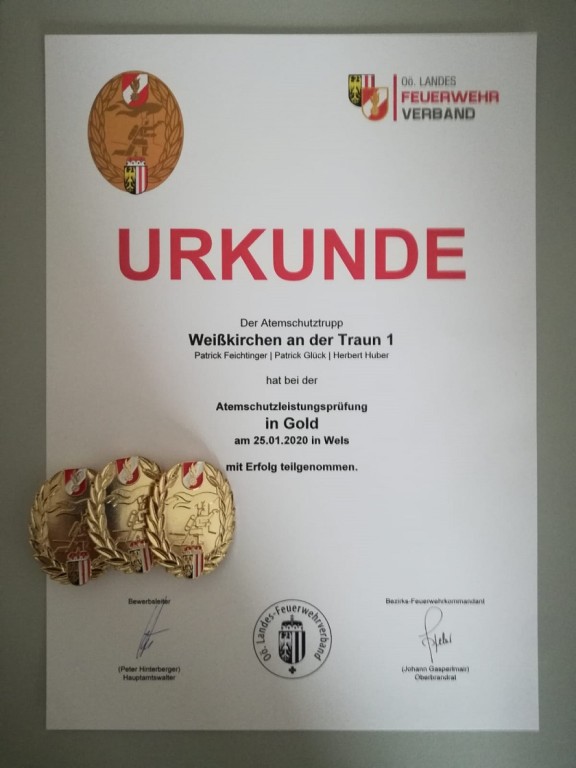 OÖ. LANDES
FEUERWEHR
VERBAND
URKUNDE
Der Atemschutztrupp
Weißkirchen an der Traun 1
Patrick Feichtinger | Patrick Glück | Herbert Huber
hat bei der
Atemschutzleistungsprüfung
in Gold
am 25.01.2020 in Wels
mit Erfolg teilgenommen.
Bewerbsleiter
(Peter Hinterberger)
Hauptamtswalter
Oö. Landes-Feuerwehrverband
Bezirks-Feuerwehrkommandant
(Johann Gasperlmair)
Oberbrandrat